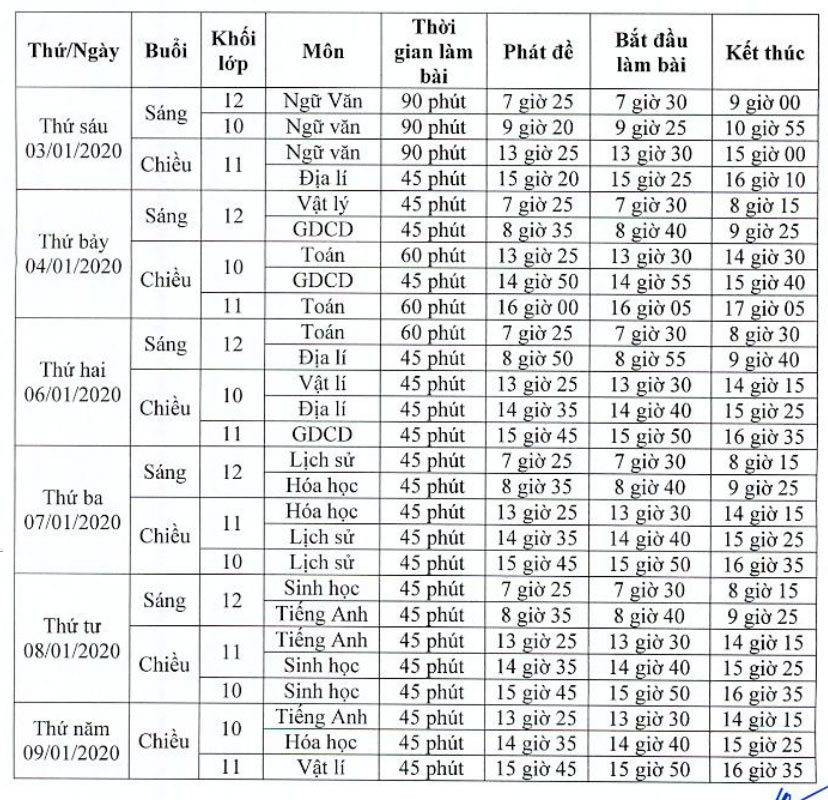 Thứ/Ngày Buổi Khối lớp Môn Thời gian làm bài Phát đề Bắt đầu làm bài Kết thúc
Thứ sáu 03/01/2020 Sáng 12 Ngữ Văn 90 phút 7 giờ 25 7 giờ 30 9 giờ 00
10 Ngữ văn 90 phút 9 giờ 20 9 giờ 25 10 giờ 55
Chiều 11 Ngữ văn 90 phút 13 giờ 25 13 giờ 30 15 giờ 00
Địa lí 45 phút 15 giờ 20 15 giờ 25 16 giờ 10
Thứ bảy 04/01/2020 Sáng 12 Vật lý 45 phút 7 giờ 25 7 giờ 30 8 giờ 15
GDCD 45 phút 8 giờ 35 8 giờ 40 9 giờ 25
Chiều 10 Toán 60 phút 13 giờ 25 13 giờ 30 14 giờ 30
GDCD 45 phút 14 giờ 50 14 giờ 55 15 giờ 40
11 Toán 60 phút 16 giờ 00 16 giờ 05 17 giờ 05
Thứ hai 06/01/2020 Sáng 12 Toán 60 phút 7 giờ 25 7 giờ 30 8 giờ 30
Địa lí 45 phút 8 giờ 50 8 giờ 55 9 giờ 40
Chiều 10 Vật lí 45 phút 13 giờ 25 13 giờ 30 14 giờ 15
Địa lí 45 phút 14 giờ 35 14 giờ 40 15 giờ 25
11 GDCD 45 phút 15 giờ 45 15 giờ 50 16 giờ 35
Thứ ba 07/01/2020 Sáng 12 Lịch sử 45 phút 7 giờ 25 7 giờ 30 8 giờ 15
Hóa học 45 phút 8 giờ 35 8 giờ 40 9 giờ 25
Chiều 11 Hóa học 45 phút 13 giờ 25 13 giờ 30 14 giờ 15
Lịch sử 45 phút 14 giờ 35 14 giờ 40 15 giờ 25
10 Lịch sử 45 phút 15 giờ 45 15 giờ 50 16 giờ 35
Thứ tư 08/01/2020 Sáng 12 Sinh học 45 phút 7 giờ 25 7 giờ 30 8 giờ 15
Tiếng Anh 45 phút 8 giờ 35 8 giờ 40 9 giờ 25
Chiều 11 Tiếng Anh 45 phút 13 giờ 25 13 giờ 30 14 giờ 15
Sinh học 45 phút 14 giờ 35 14 giờ 40 15 giờ 25
10 Sinh học 45 phút 15 giờ 45 15 giờ 50 16 giờ 35
Thứ năm 09/01/2020 Chiều 10 Tiếng Anh 45 phút 13 giờ 25 13 giờ 30 14 giờ 15
Hóa học 45 phút 14 giờ 35 14 giờ 40 15 giờ 25
11 Vật lí 45 phút 15 giờ 45 15 giờ 50 16 giờ 35